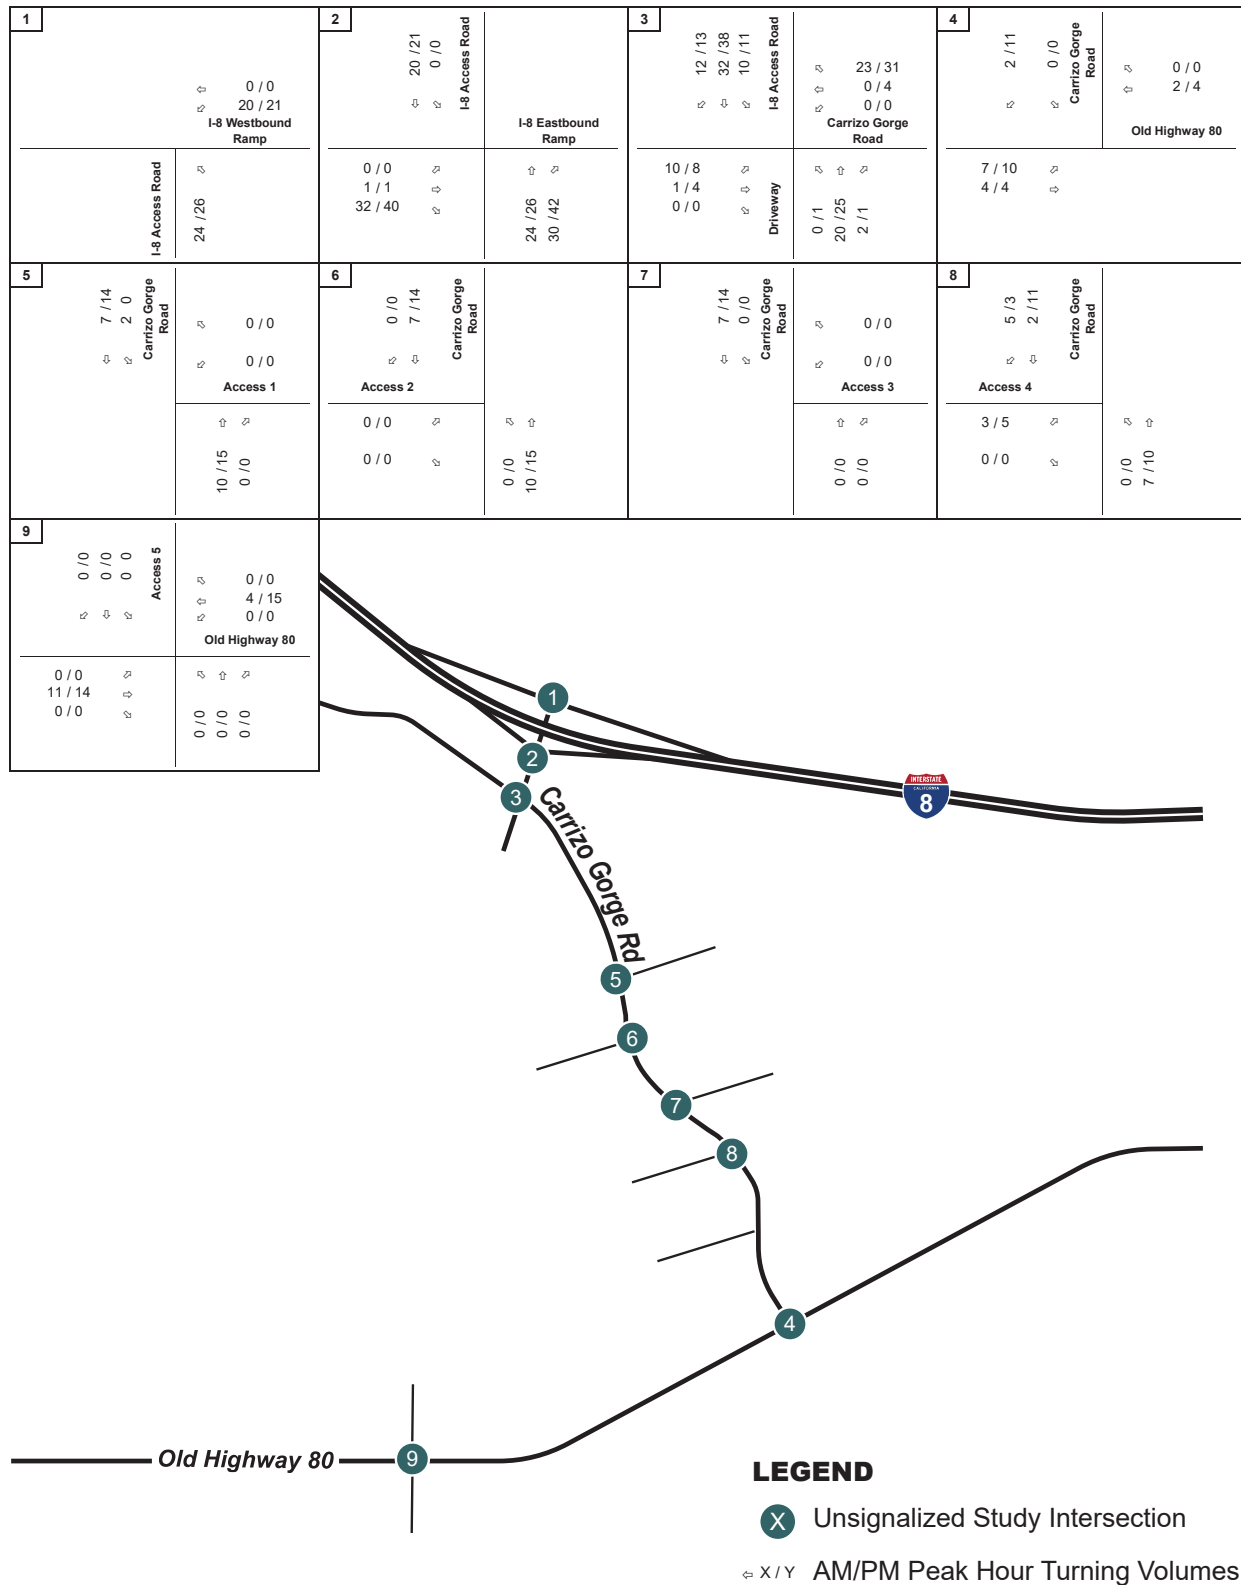 1
0 / 0
20 / 21
I-8 Westbound
Ramp
I-8 Access Road
24 / 26
2
20 / 21
0 / 0
I-8 Access Road
I-8 Eastbound
Ramp
0 / 0
1 / 1
32 / 40
24 / 26
30 / 42
3
12 / 13
32 / 38
10 / 11
I-8 Access Road
23 / 31
0 / 4
0 / 0
Carrizo Gorge
Road
10 / 8
1 / 4
0 / 0
Driveway
0 / 1
20 / 25
2 / 1
4
2 / 11
0 / 0
Carrizo Gorge
Road
0 / 0
2 / 4
Old Highway 80
7 / 10
4 / 4
5
7 / 14
2 0
Carrizo Gorge
Road
0 / 0
0 / 0
Access 1
10 / 15
0 / 0
6
0 / 0
7 / 14
Carrizo Gorge
Road
Access 2
0 / 0
0 / 0
0 / 0
10 / 15
7
7 / 14
0 / 0
Carrizo Gorge
Road
0 / 0
0 / 0
Access 3
0 / 0
0 / 0
8
5 / 3
2 / 11
Carrizo Gorge
Road
Access 4
3 / 5
0 / 0
0 / 0
7 / 10
9
0 / 0
0 / 0
0 0
Access 5
0 / 0
4 / 15
0 / 0
Old Highway 80
0 / 0
11 / 14
0 / 0
0 / 0
0 / 0
0 / 0
1
2
3
INTERSTATE
CALIFORNIA
8
Carrizo Gorge Rd
5
6
7
8
4
Old Highway 80
9
LEGEND
X Unsignalized Study Intersection
X / Y AM/PM Peak Hour Turning Volumes